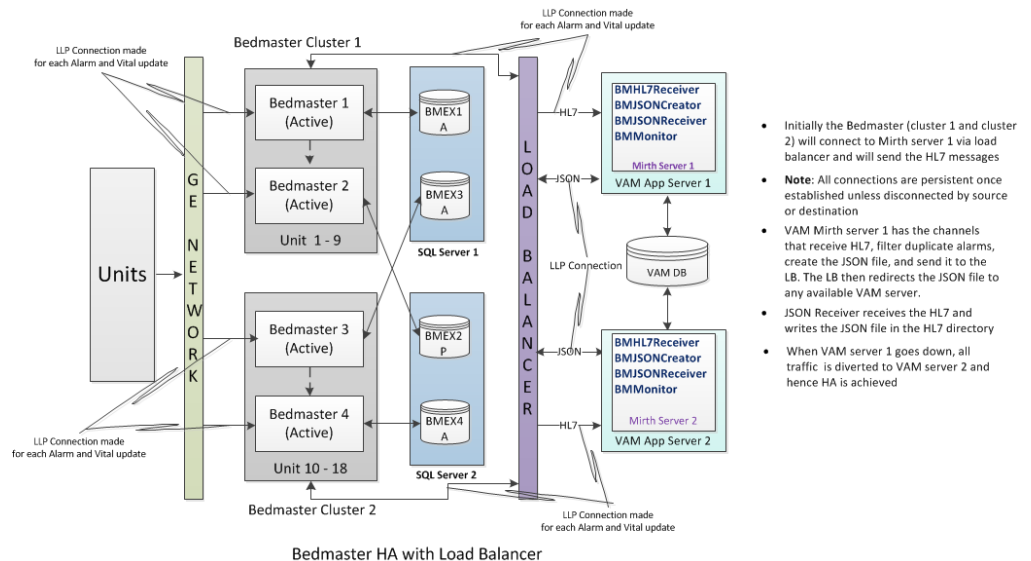 LLP Connection made
for each Alarm and Vital update
Bedmaster Cluster 1
LLP Connection made
for each Alarm and Vital update
Units
GE NETWORK
Bedmaster 1
(Active)
Bedmaster 2
(Active)
Unit 1 - 9
BMEX1
A
BMEX3
A
SQL Server 1
Bedmaster 3
(Active)
Bedmaster 4
(Active)
Unit 10 - 18
Bedmaster Cluster 2
BMEX2
P
BMEX4
A
SQL Server 2
LLP Connection made
for each Alarm and Vital update
LOAD BALANCER
HL7
JSON
LLP Connection
JSON
HL7
BMHL7Receiver
BMJSONCreator
BMJSONReceiver
BMMonitor
Mirth Server 1
VAM App Server 1
VAM DB
BMHL7Receiver
BMJSONCreator
BMJSONReceiver
BMMonitor
Mirth Server 2
VAM App Server 2
LLP Connection made
for each Alarm and Vital update
• Initially the Bedmaster (cluster 1 and cluster
2) will connect to Mirth server 1 via load
balancer and will send the HL7 messages
• Note: All connections are persistent once
established unless disconnected by source
or destination
• VAM Mirth server 1 has the channels
that receive HL7, filter duplicate alarms,
create the JSON file, and send it to the
LB. The LB then redirects the JSON file to
any available VAM server.
• JSON Receiver receives the HL7 and
writes the JSON file in the HL7 directory
• When VAM server 1 goes down, all
traffic is diverted to VAM server 2 and
hence HA is achieved
Bedmaster HA with Load Balancer